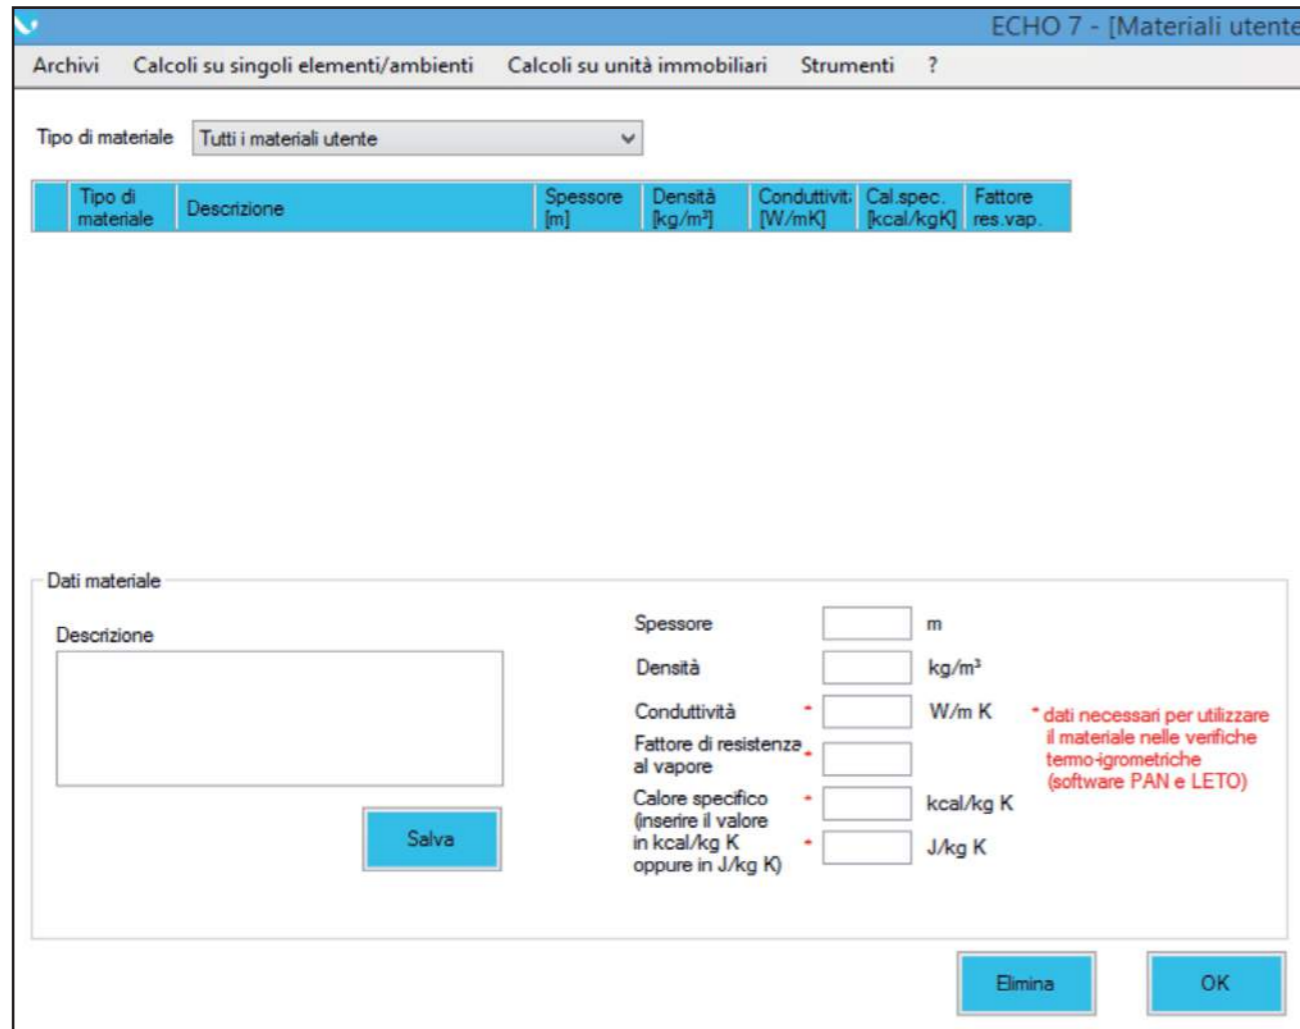 ECHO 7 - [Materiali utente
Archivi Calcoli su singoli elementi/ambienti Calcoli su unità immobiliari Strumenti ?
Tipo di materiale Tutti i materiali utente
Tipo di materiale Descrizione Spessore [m] Densità [kg/m³] Conduttivit: [W/mK] Cal.spec. [kcal/kgK] Fattore res.vap.
Dati materiale
Descrizione
Salva
Spessore m
Densità kg/m³
Conduttività * W/m K
Fattore di resistenza
al vapore *
Calore specifico * kcal/kg K
(inserire il valore
in kcal/kg K * J/kg K
oppure in J/kg K)
* dati necessari per utilizzare
il materiale nelle verifiche
termo-igrometriche
(software PAN e LETO)
Elimina OK